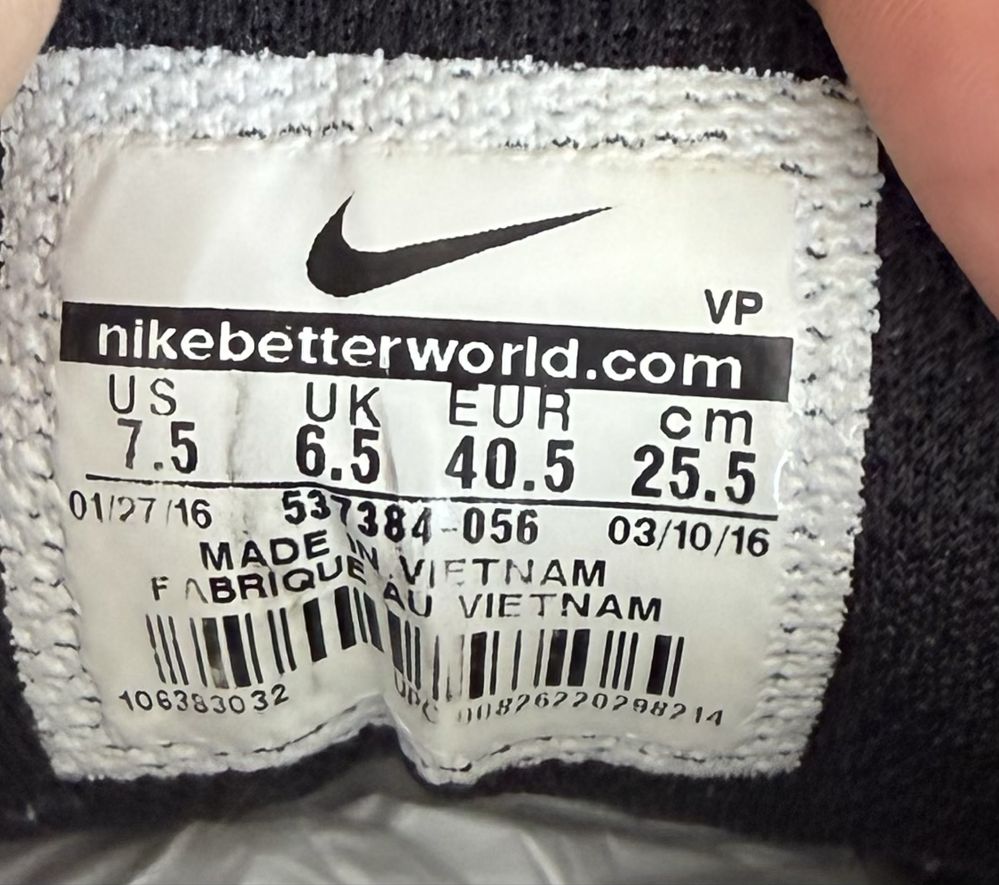 VP
nikebetterworld.com
US UK EUR cm
7.5 6.5 40.5 25.5
01/27/16 537384-056 03/10/16
MADE IN VIETNAM
FABRIQUE AU VIETNAM
106383032 UPC 00826220298214